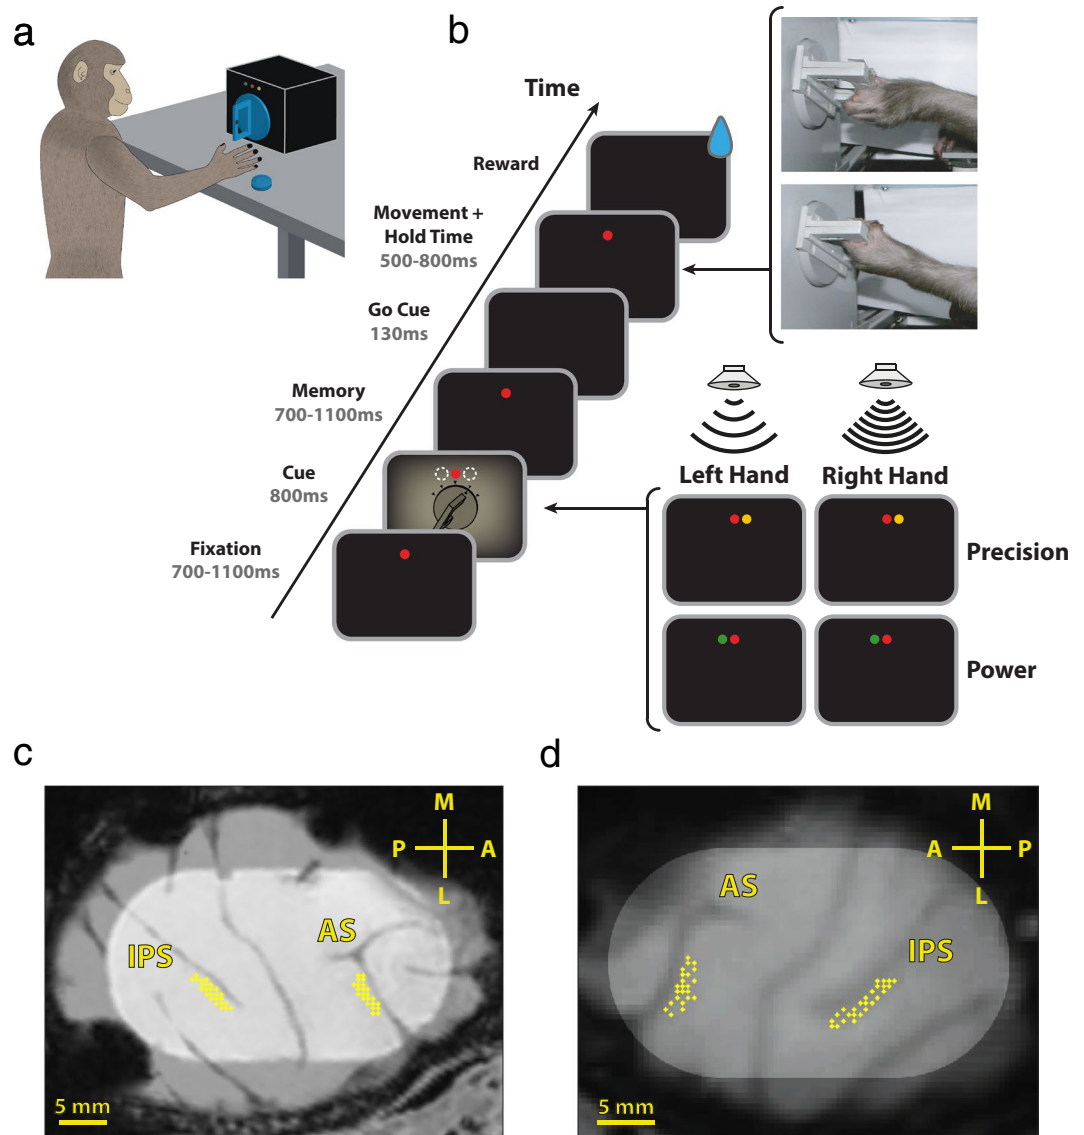 a
b
Time
Reward
Movement +
Hold Time
500-800ms
Go Cue
130ms
Memory
700-1100ms
Cue
800ms
Fixation
700-1100ms
Left Hand
Right Hand
Precision
Power
c
M
P
A
L
IPS
AS
5 mm
d
M
A
P
L
AS
IPS
5 mm